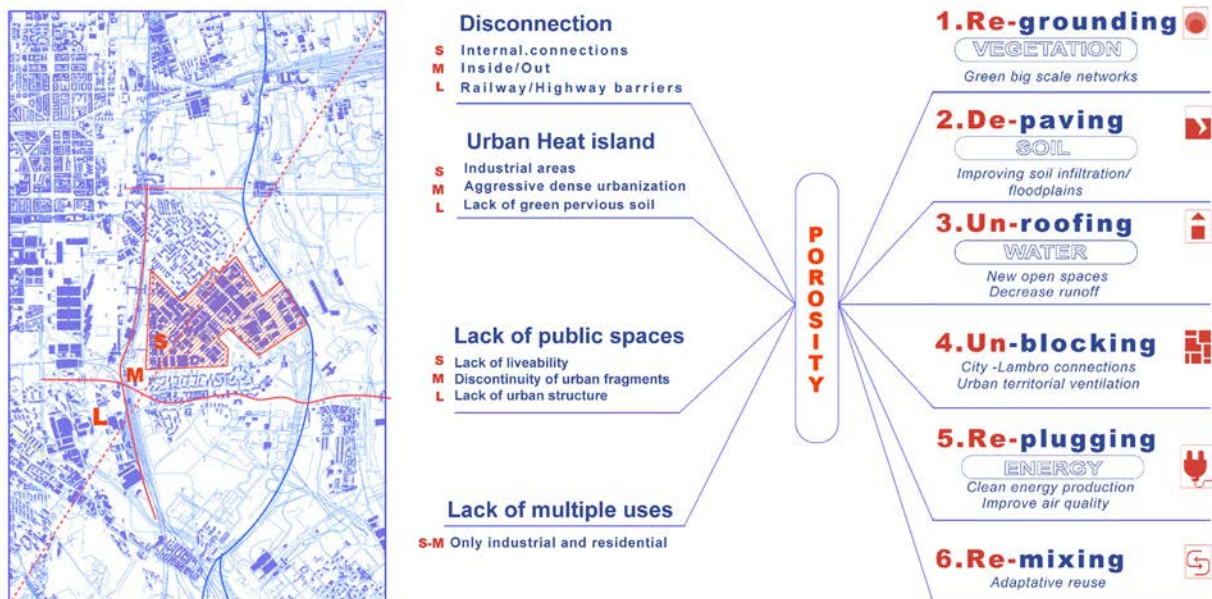 S
M
L
Disconnection
S Internal.connections
M Inside/Out
L Railway/Highway barriers
Urban Heat island
S Industrial areas
M Aggressive dense urbanization
L Lack of green pervious soil
Lack of public spaces
S Lack of liveability
M Discontinuity of urban fragments
L Lack of urban structure
Lack of multiple uses
S-M Only industrial and residential
POROSITY
1.Re-grounding
VEGETATION
Green big scale networks
2.De-paving
SOIL
Improving soil infiltration/
floodplains
3.Un-roofing
WATER
New open spaces
Decrease runoff
4.Un-blocking
City -Lambro connections
Urban territorial ventilation
5.Re-plugging
ENERGY
Clean energy production
Improve air quality
6.Re-mixing
Adaptative reuse